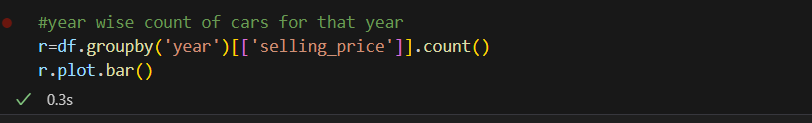 #year wise count of cars for that year
r=df.groupby('year')[['selling_price']].count()
r.plot.bar()
0.3s